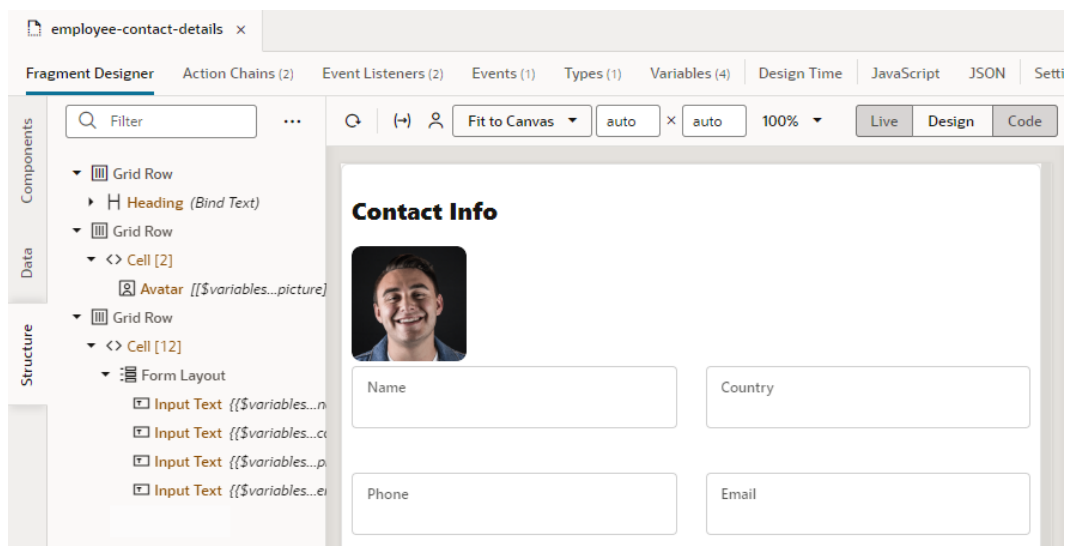 employee-contact-details ×
Fragment Designer Action Chains (2) Event Listeners (2) Events (1) Types (1) Variables (4) Design Time JavaScript JSON Setti
Components
Data
Structure
Filter ...
Fit to Canvas auto × auto 100% Live Design Code
Grid Row
H Heading (Bind Text)
Grid Row
<> Cell [2]
Avatar [[$variables...picture]
Grid Row
<> Cell [12]
Form Layout
Input Text {{$variables...n
Input Text {{$variables...c
Input Text {{$variables...p
Input Text {{$variables...e
Contact Info
Name Country
Phone Email